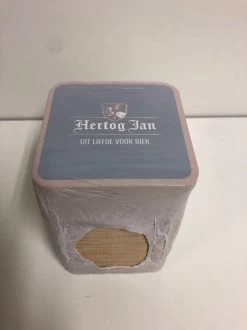 Hertog Jan
UIT LIEFDE VOOR BIER